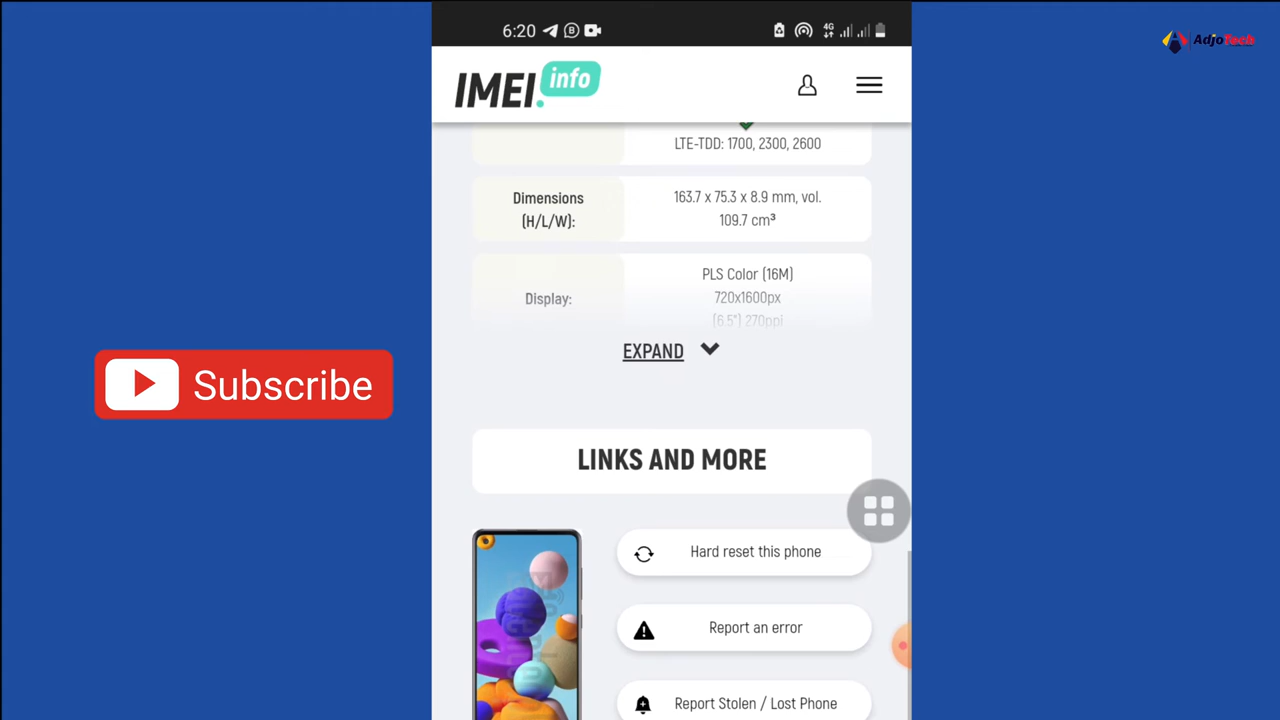 6:20
4G
AdjoTech
IMEI.info
LTE-TDD: 1700, 2300, 2600
Dimensions
(H/L/W):
163.7 x 75.3 x 8.9 mm, vol.
109.7 cm³
Display:
PLS Color (16M)
720x1600px
(6.5") 270ppi
EXPAND
Subscribe
LINKS AND MORE
Hard reset this phone
Report an error
Report Stolen / Lost Phone